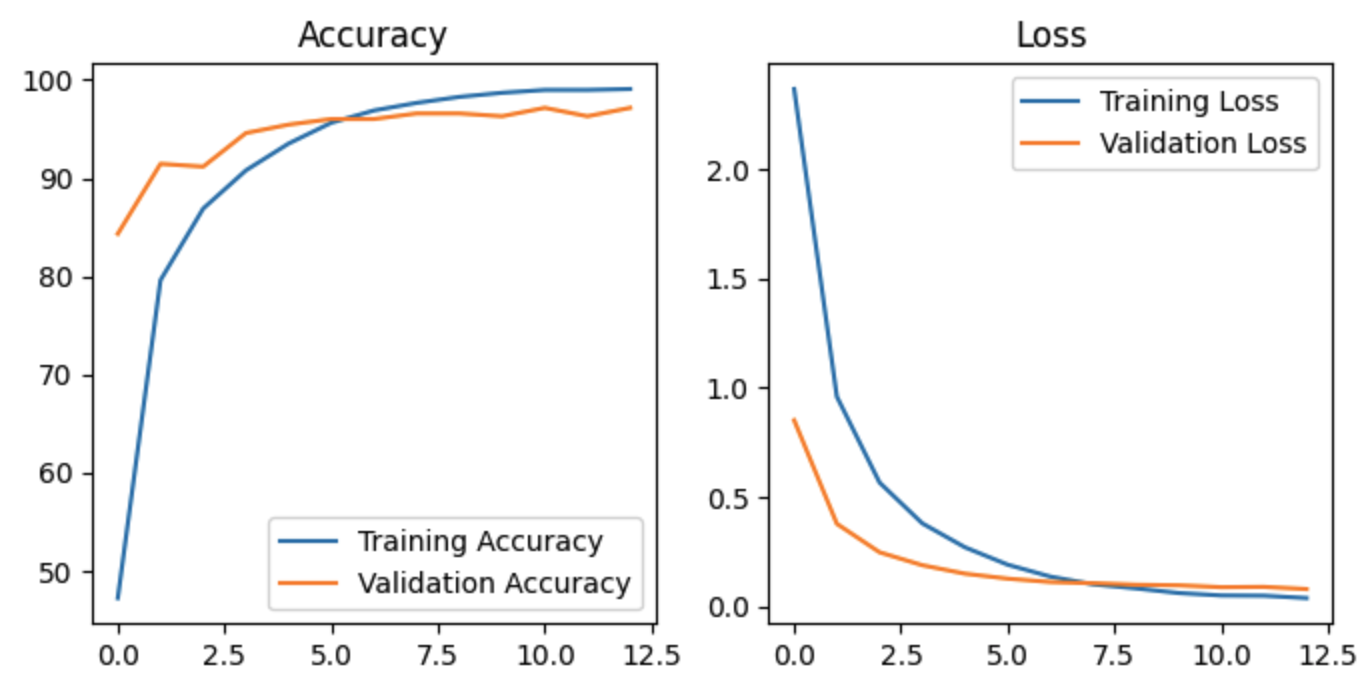 Accuracy
100
90
80
70
60
50
0.0 2.5 5.0 7.5 10.0 12.5
Training Accuracy
Validation Accuracy
Loss
2.0
1.5
1.0
0.5
0.0
0.0 2.5 5.0 7.5 10.0 12.5
Training Loss
Validation Loss